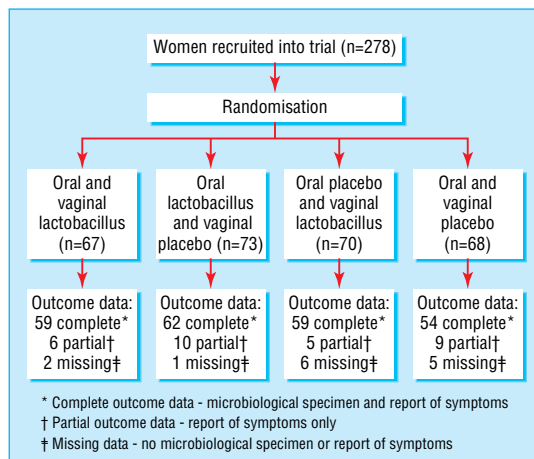 Women recruited into trial (n=278)
Randomisation
Oral and
vaginal
lactobacillus
(n=67)
Oral
lactobacillus
and vaginal
placebo (n=73)
Oral placebo
and vaginal
lactobacillus
(n=70)
Oral and
vaginal
placebo
(n=68)
Outcome data:
59 complete*
6 partial†
2 missing‡
Outcome data:
62 complete*
10 partial†
1 missing‡
Outcome data:
59 complete*
5 partial†
6 missing‡
Outcome data:
54 complete*
9 partial†
5 missing‡
* Complete outcome data - microbiological specimen and report of symptoms
† Partial outcome data - report of symptoms only
‡ Missing data - no microbiological specimen or report of symptoms